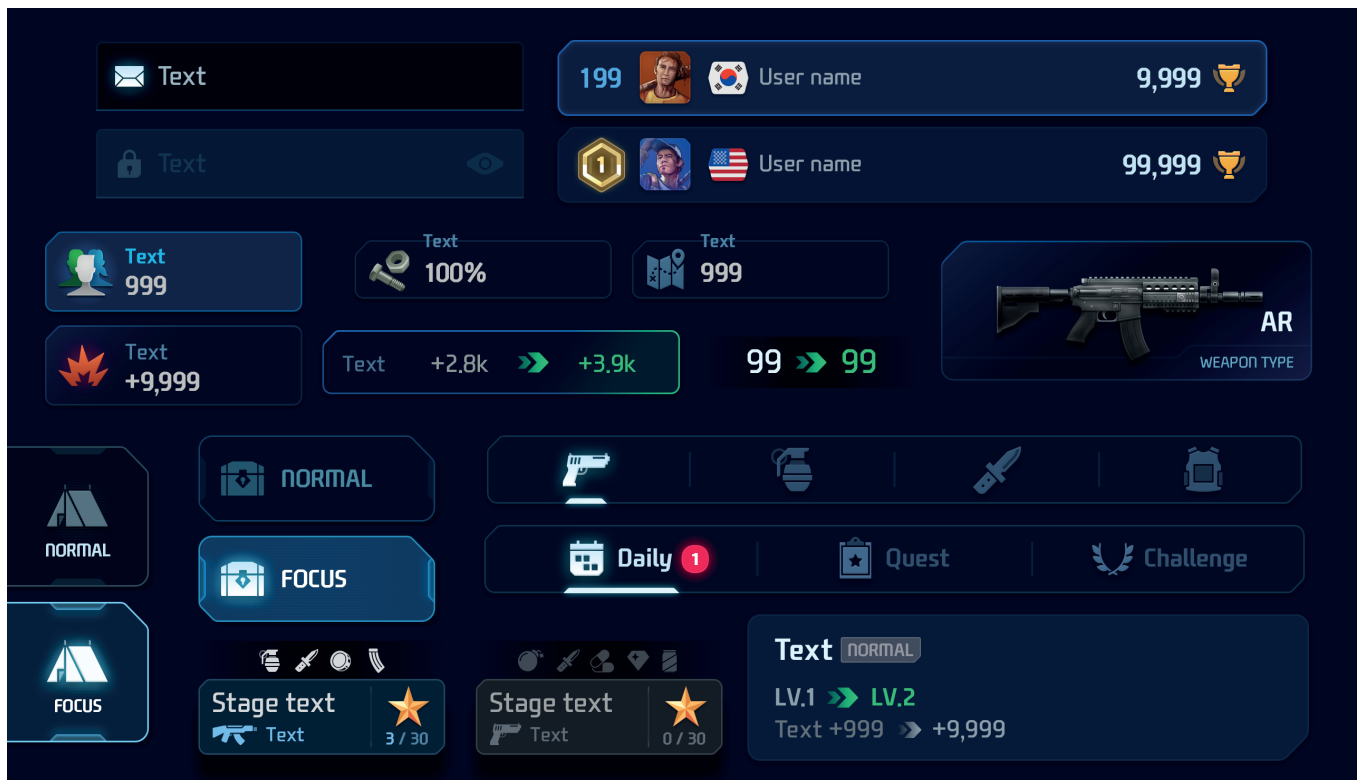 Text
Text
199 User name 9,999
1 User name 99,999
Text
999
Text
100%
Text
999
Text
+9,999
Text +2.8k +3.9k
99 99
AR
WEAPON TYPE
NORMAL
FOCUS
NORMAL
FOCUS
Daily 1 Quest Challenge
Stage text
Text 3 / 30
Stage text
Text 0 / 30
Text NORMAL
LV.1 LV.2
Text +999 +9,999